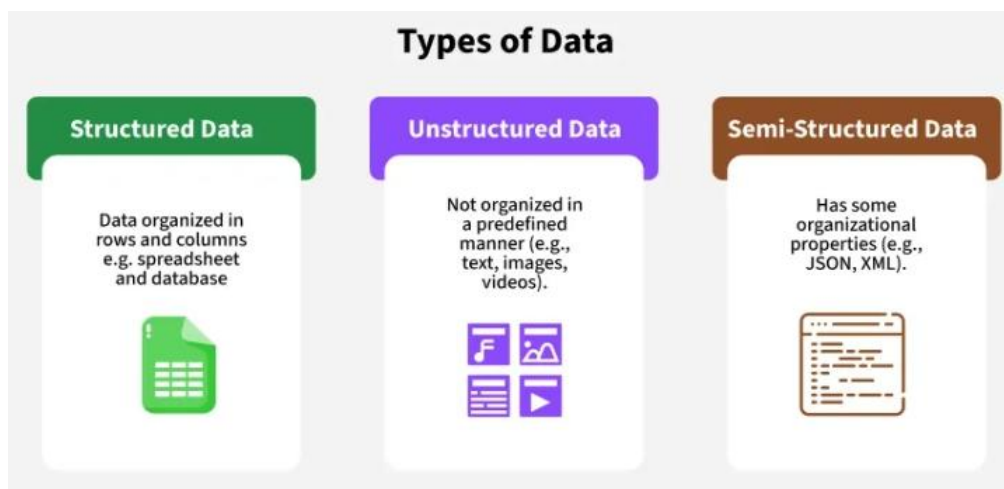 Types of Data
Structured Data
Data organized in
rows and columns
e.g. spreadsheet
and database
Unstructured Data
Not organized in
a predefined
manner (e.g.,
text, images,
videos).
Semi-Structured Data
Has some
organizational
properties (e.g.,
JSON, XML).